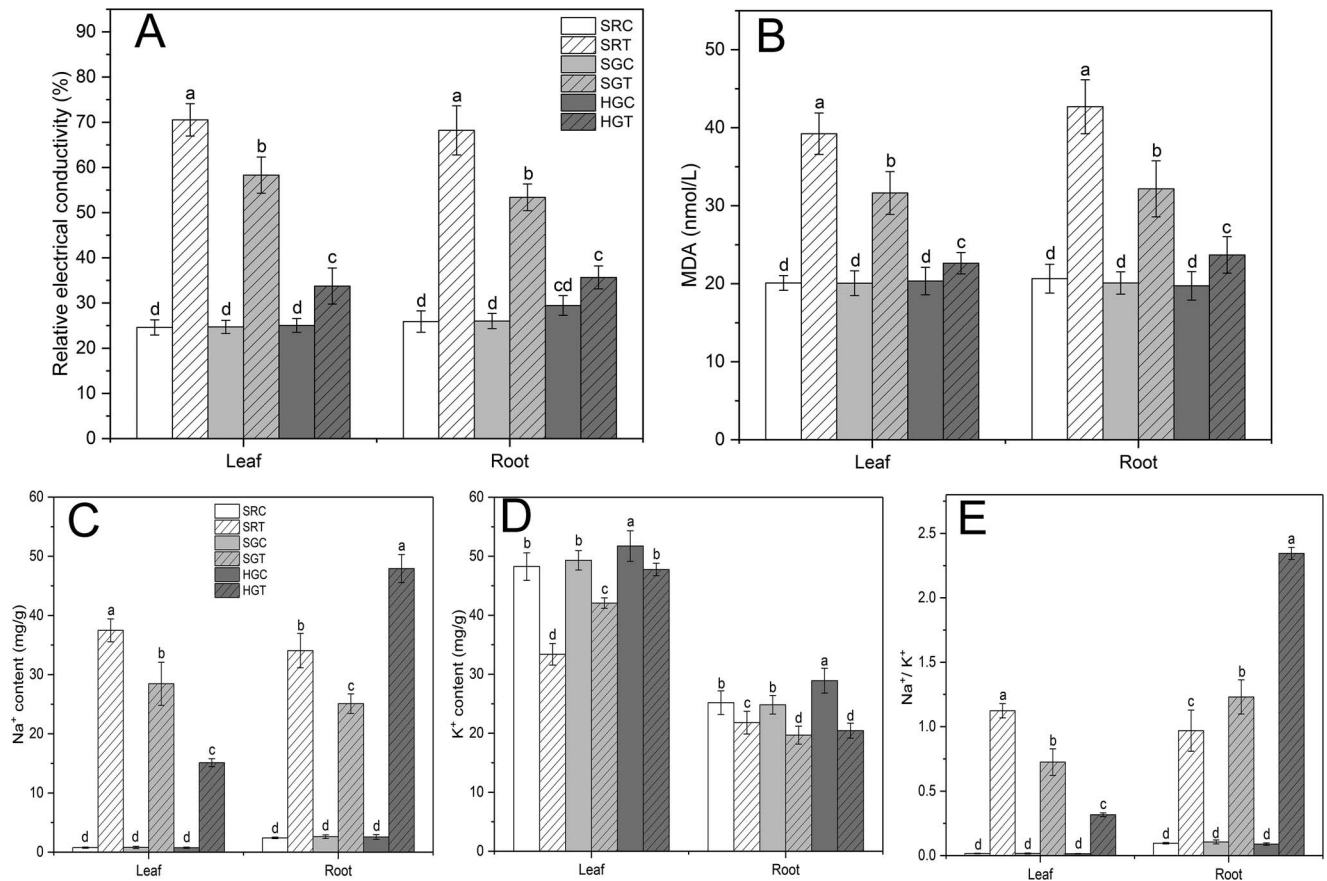 A
Relative electrical conductivity (%)
90
80
70
60
50
40
30
20
10
0
SRC
SRT
SGC
SGT
HGC
HGT
d
a
d
b
d
c
d
a
d
b
cd
c
Leaf
Root
B
MDA (nmol/L)
50
40
30
20
10
0
d
a
d
b
d
c
d
a
d
b
d
c
Leaf
Root
C
Na⁺ content (mg/g)
60
50
40
30
20
10
0
SRC
SRT
SGC
SGT
HGC
HGT
d
a
d
b
d
c
d
b
d
c
d
a
Leaf
Root
D
K⁺ content (mg/g)
60
50
40
30
20
10
0
b
d
b
c
a
b
b
c
b
d
a
d
Leaf
Root
E
Na⁺/ K⁺
2.5
2.0
1.5
1.0
0.5
0.0
d
a
d
b
d
c
d
c
d
b
d
a
Leaf
Root